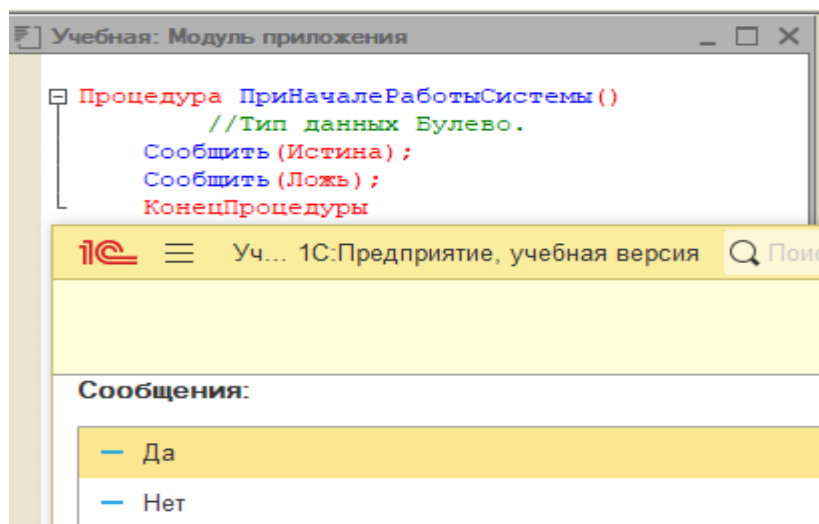 Учебная: Модуль приложения
Процедура ПриНачалеРаботыСистемы()
//Тип данных Булево.
Сообщить(Истина);
Сообщить(Ложь);
КонецПроцедуры
1С Уч... 1С:Предприятие, учебная версия Пои
Сообщения:
Да
Нет